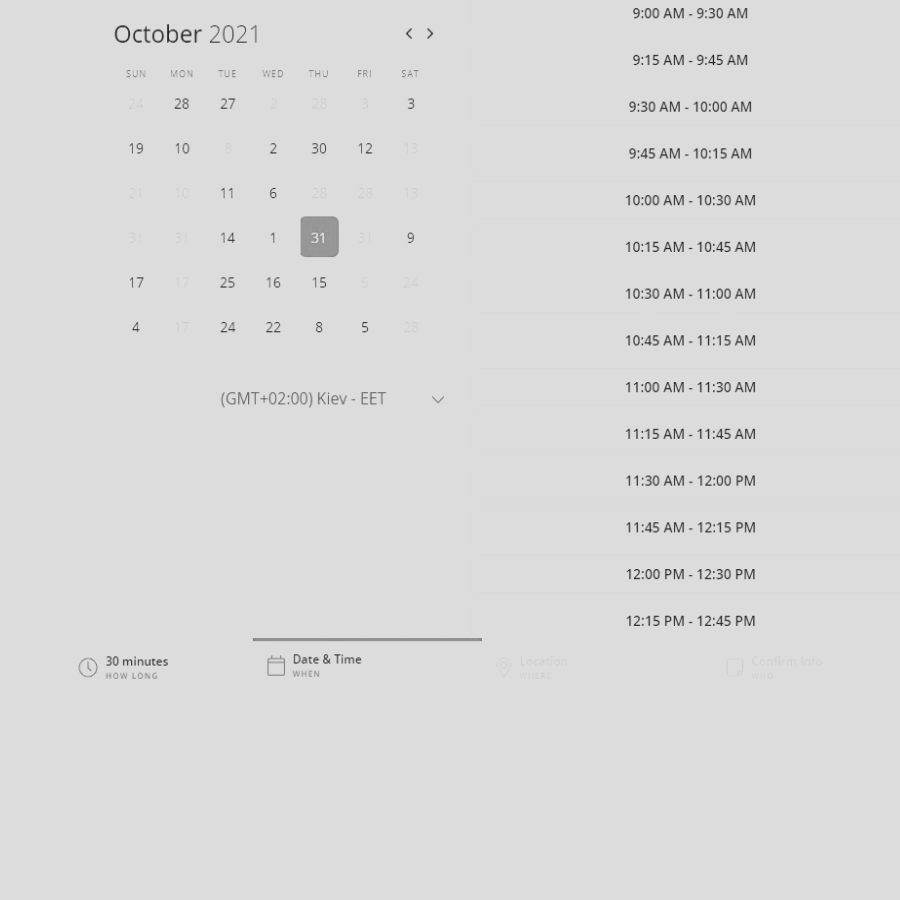 October 2021
SUN MON TUE WED THU FRI SAT
24 28 27 2 28 3 3
19 10 8 2 30 12 13
21 10 11 6 28 28 13
31 31 14 1 31 31 9
17 17 25 16 15 5 24
4 17 24 22 8 5 28
(GMT+02:00) Kiev - EET
9:00 AM - 9:30 AM
9:15 AM - 9:45 AM
9:30 AM - 10:00 AM
9:45 AM - 10:15 AM
10:00 AM - 10:30 AM
10:15 AM - 10:45 AM
10:30 AM - 11:00 AM
10:45 AM - 11:15 AM
11:00 AM - 11:30 AM
11:15 AM - 11:45 AM
11:30 AM - 12:00 PM
11:45 AM - 12:15 PM
12:00 PM - 12:30 PM
12:15 PM - 12:45 PM
30 minutes
HOW LONG
Date & Time
WHEN
Location
WHERE
Confirm Info
WHO